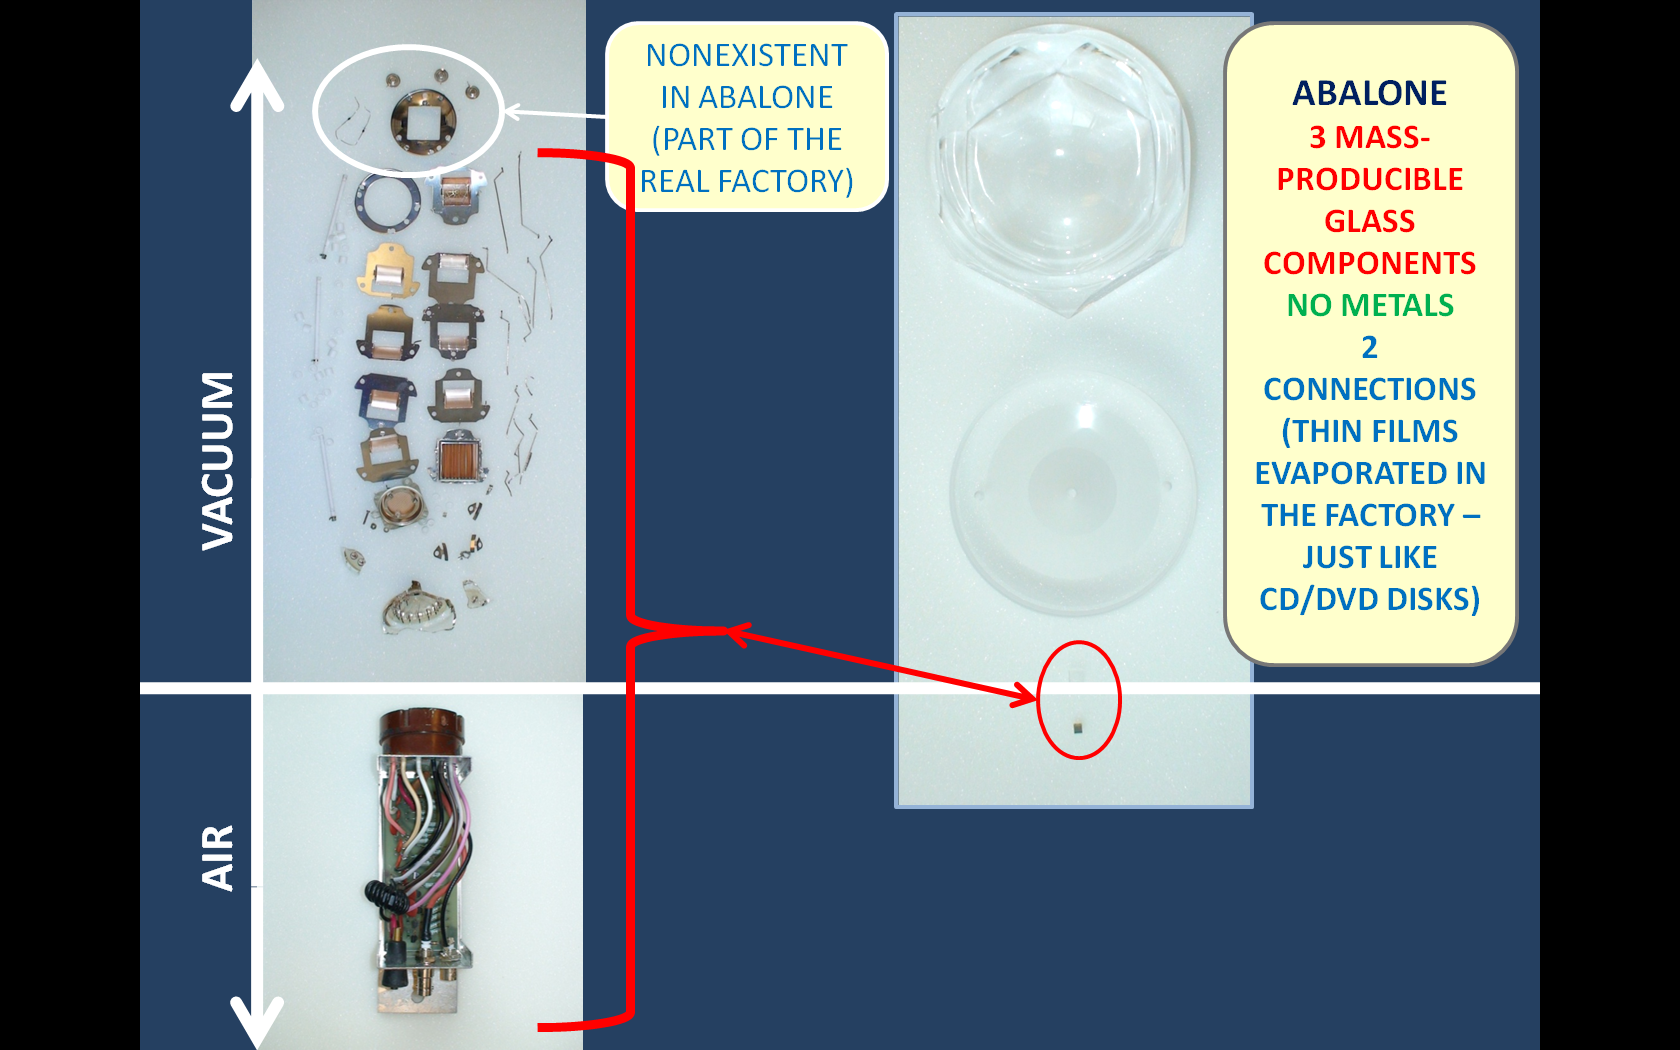 NONEXISTENT
IN ABALONE
(PART OF THE
REAL FACTORY)
ABALONE
3 MASS-
PRODUCIBLE
GLASS
COMPONENTS
NO METALS
2
CONNECTIONS
(THIN FILMS
EVAPORATED IN
THE FACTORY –
JUST LIKE
CD/DVD DISKS)
VACUUM
AIR